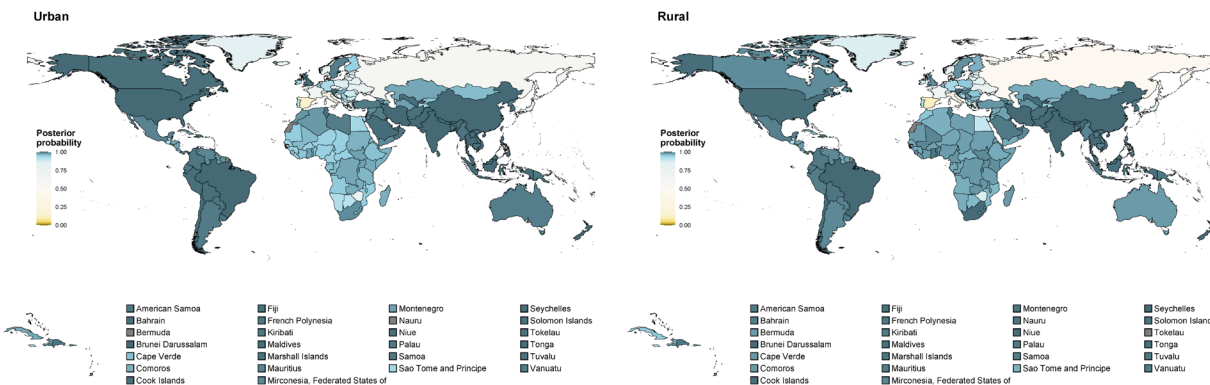 Urban
Posterior
probability
1.00
0.75
0.50
0.25
0.00
American Samoa
Bahrain
Bermuda
Brunei Darussalam
Cape Verde
Comoros
Cook Islands
Fiji
French Polynesia
Kiribati
Maldives
Marshall Islands
Mauritius
Mirconesia, Federated States of
Montenegro
Nauru
Niue
Palau
Samoa
Sao Tome and Principe
Seychelles
Solomon Islands
Tokelau
Tonga
Tuvalu
Vanuatu
Rural
Posterior
probability
1.00
0.75
0.50
0.25
0.00
American Samoa
Bahrain
Bermuda
Brunei Darussalam
Cape Verde
Comoros
Cook Islands
Fiji
French Polynesia
Kiribati
Maldives
Marshall Islands
Mauritius
Mirconesia, Federated States of
Montenegro
Nauru
Niue
Palau
Samoa
Sao Tome and Principe
Seychelles
Solomon Islands
Tokelau
Tonga
Tuvalu
Vanuatu